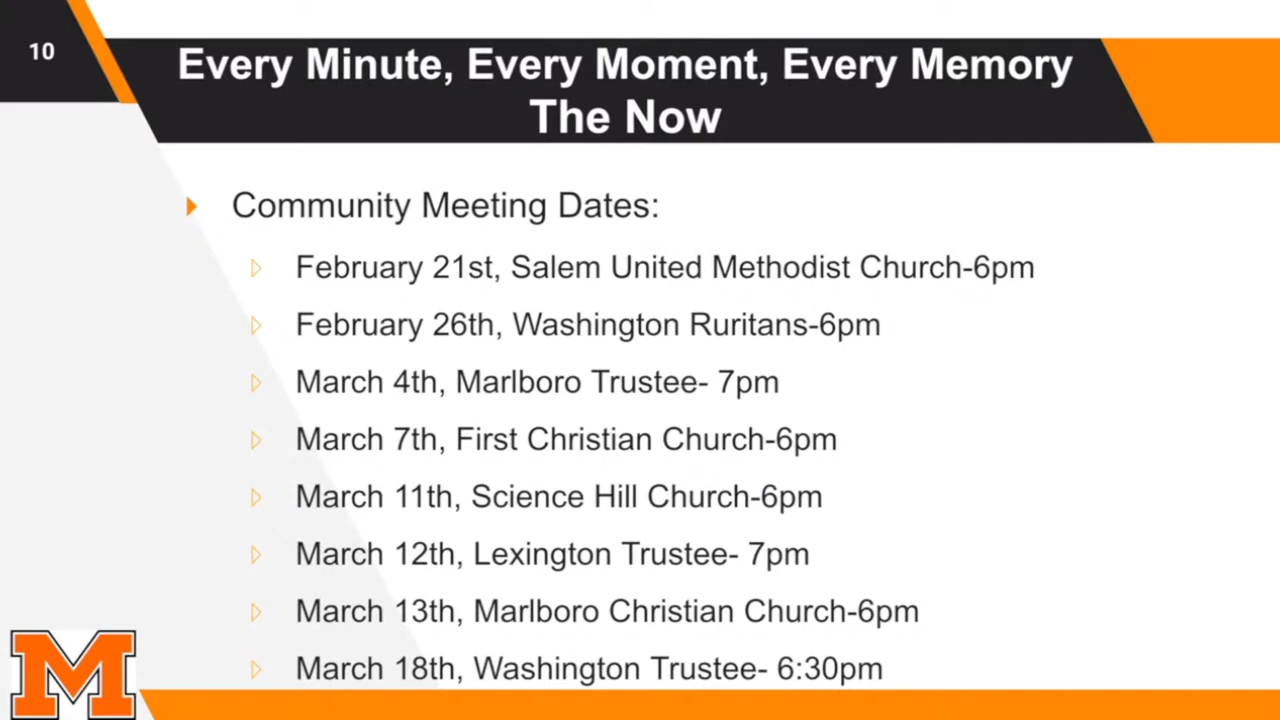 10
Every Minute, Every Moment, Every Memory
The Now
Community Meeting Dates:
February 21st, Salem United Methodist Church-6pm
February 26th, Washington Ruritans-6pm
March 4th, Marlboro Trustee- 7pm
March 7th, First Christian Church-6pm
March 11th, Science Hill Church-6pm
March 12th, Lexington Trustee- 7pm
March 13th, Marlboro Christian Church-6pm
March 18th, Washington Trustee- 6:30pm
M